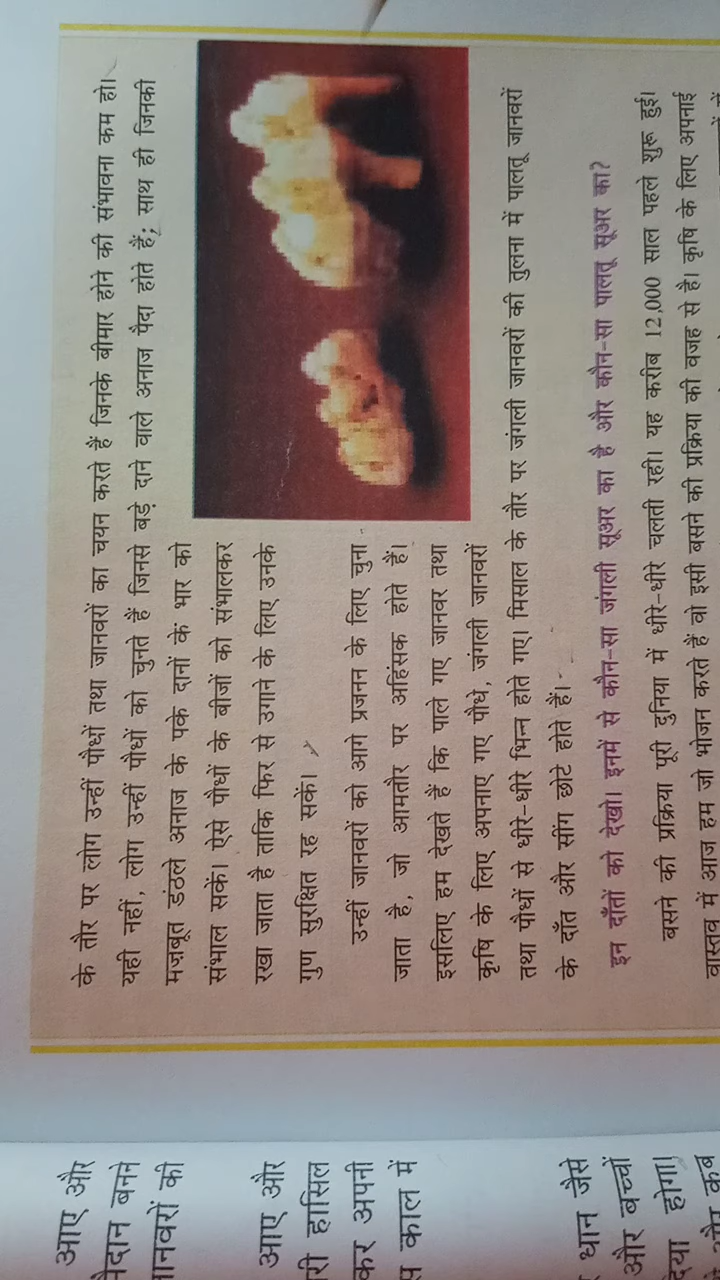 के तौर पर लोग उन्हीं पौधों तथा जानवरों का चयन करते हैं जिनके बीमार होने की संभावना कम हो।
यही नहीं, लोग उन्हीं पौधों को चुनते हैं जिनसे बड़े दाने वाले अनाज पैदा होते हैं; साथ ही जिनकी
मज़बूत डंठले अनाज के पके दानों के भार को
संभाल सकें। ऐसे पौधों के बीजों को संभालकर
रखा जाता है ताकि फिर से उगाने के लिए उनके
गुण सुरक्षित रह सकें।
उन्हीं जानवरों को आगे प्रजनन के लिए चुना
जाता है, जो आमतौर पर अहिंसक होते हैं।
इसलिए हम देखते हैं कि पाले गए जानवर तथा
कृषि के लिए अपनाए गए पौधे, जंगली जानवरों
तथा पौधों से धीरे-धीरे भिन्न होते गए। मिसाल के तौर पर जंगली जानवरों की तुलना में पालतू जानवरों
के दाँत और सींग छोटे होते हैं।
इन दाँतों को देखो। इनमें से कौन-सा जंगली सूअर का है और कौन-सा पालतू सूअर का?
बसने की प्रक्रिया पूरी दुनिया में धीरे-धीरे चलती रही। यह करीब 12,000 साल पहले शुरू हुई।
वास्तव में आज हम जो भोजन करते हैं वो इसी बसने की प्रक्रिया की वजह से है। कृषि के लिए अपनाई
आए और
मैदान बनने
जानवरों की
आए और
हासिल
कर अपनी
काल में
धान जैसे
और बच्चों
होगा।